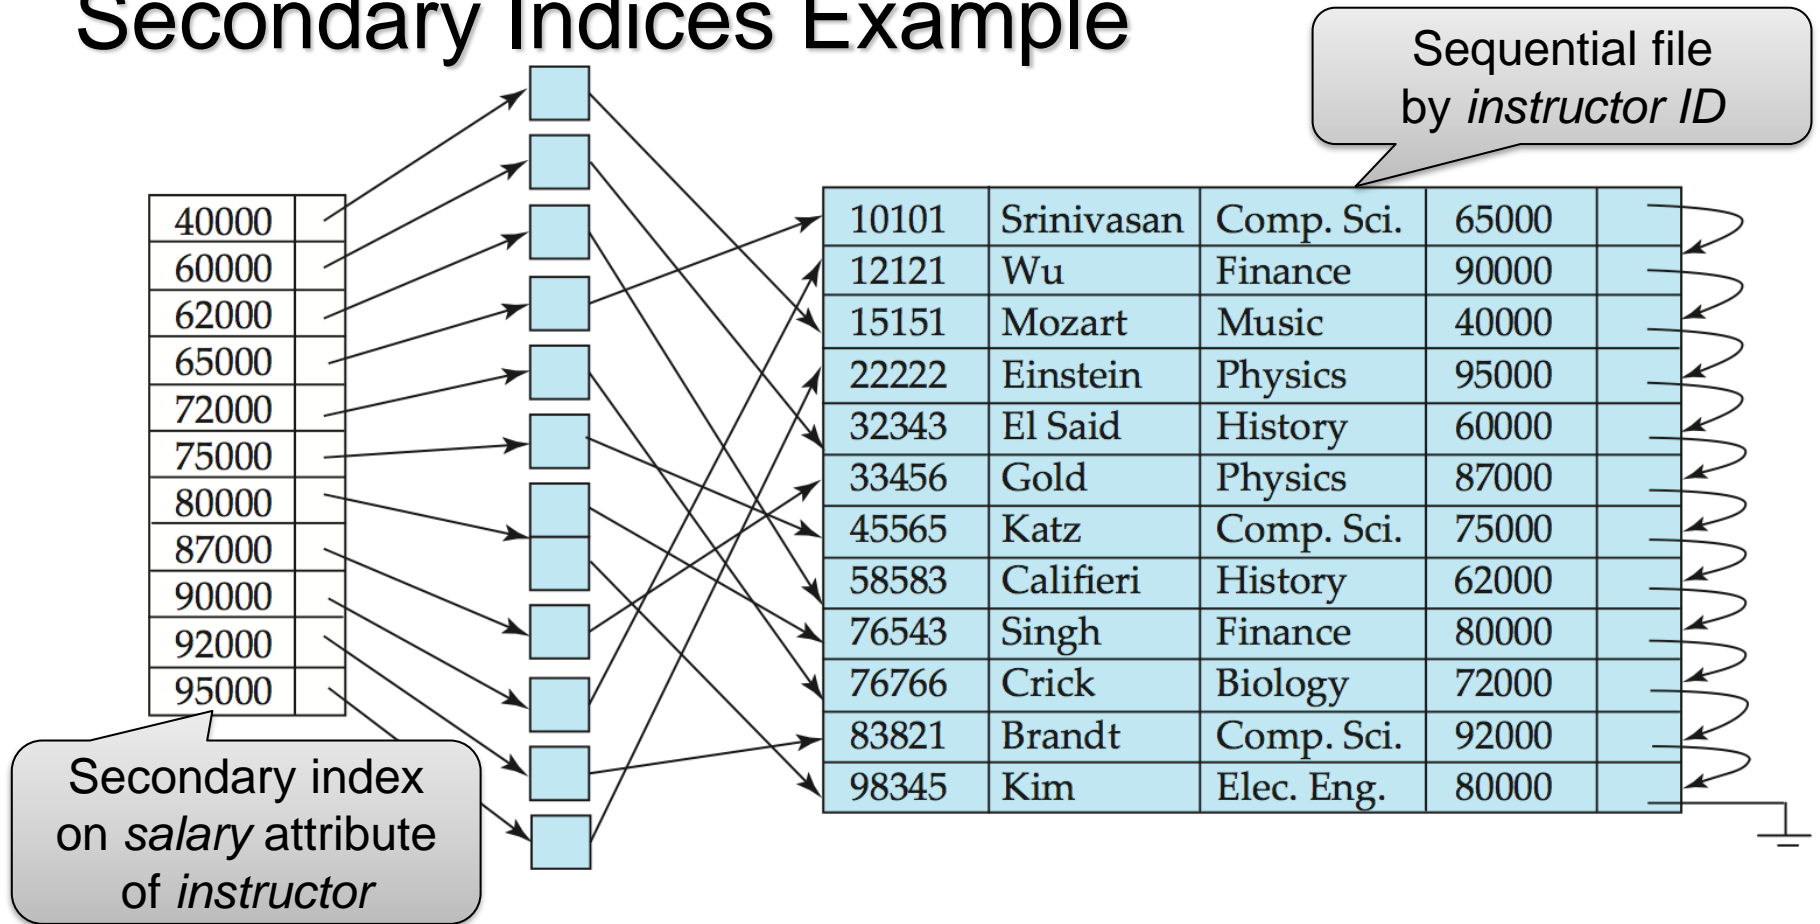 Secondary Indices Example
Sequential file
by instructor ID
40000
60000
62000
65000
72000
75000
80000
87000
90000
92000
95000
10101 Srinivasan Comp. Sci. 65000
12121 Wu Finance 90000
15151 Mozart Music 40000
22222 Einstein Physics 95000
32343 El Said History 60000
33456 Gold Physics 87000
45565 Katz Comp. Sci. 75000
58583 Califieri History 62000
76543 Singh Finance 80000
76766 Crick Biology 72000
83821 Brandt Comp. Sci. 92000
98345 Kim Elec. Eng. 80000
Secondary index
on salary attribute
of instructor